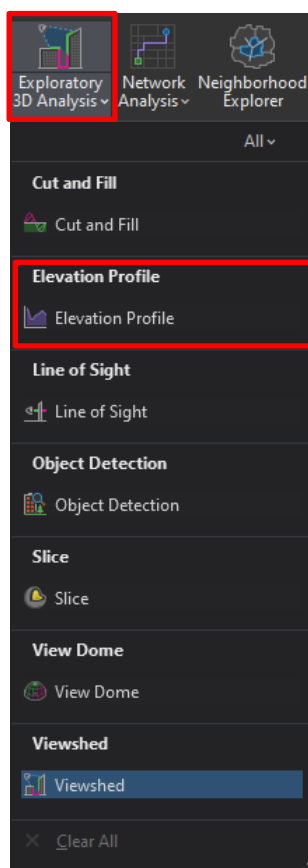 Exploratory Network Neighborhood
3D Analysis Analysis Explorer
All
Cut and Fill
Cut and Fill
Elevation Profile
Elevation Profile
Line of Sight
Line of Sight
Object Detection
Object Detection
Slice
Slice
View Dome
View Dome
Viewshed
Viewshed
Clear All